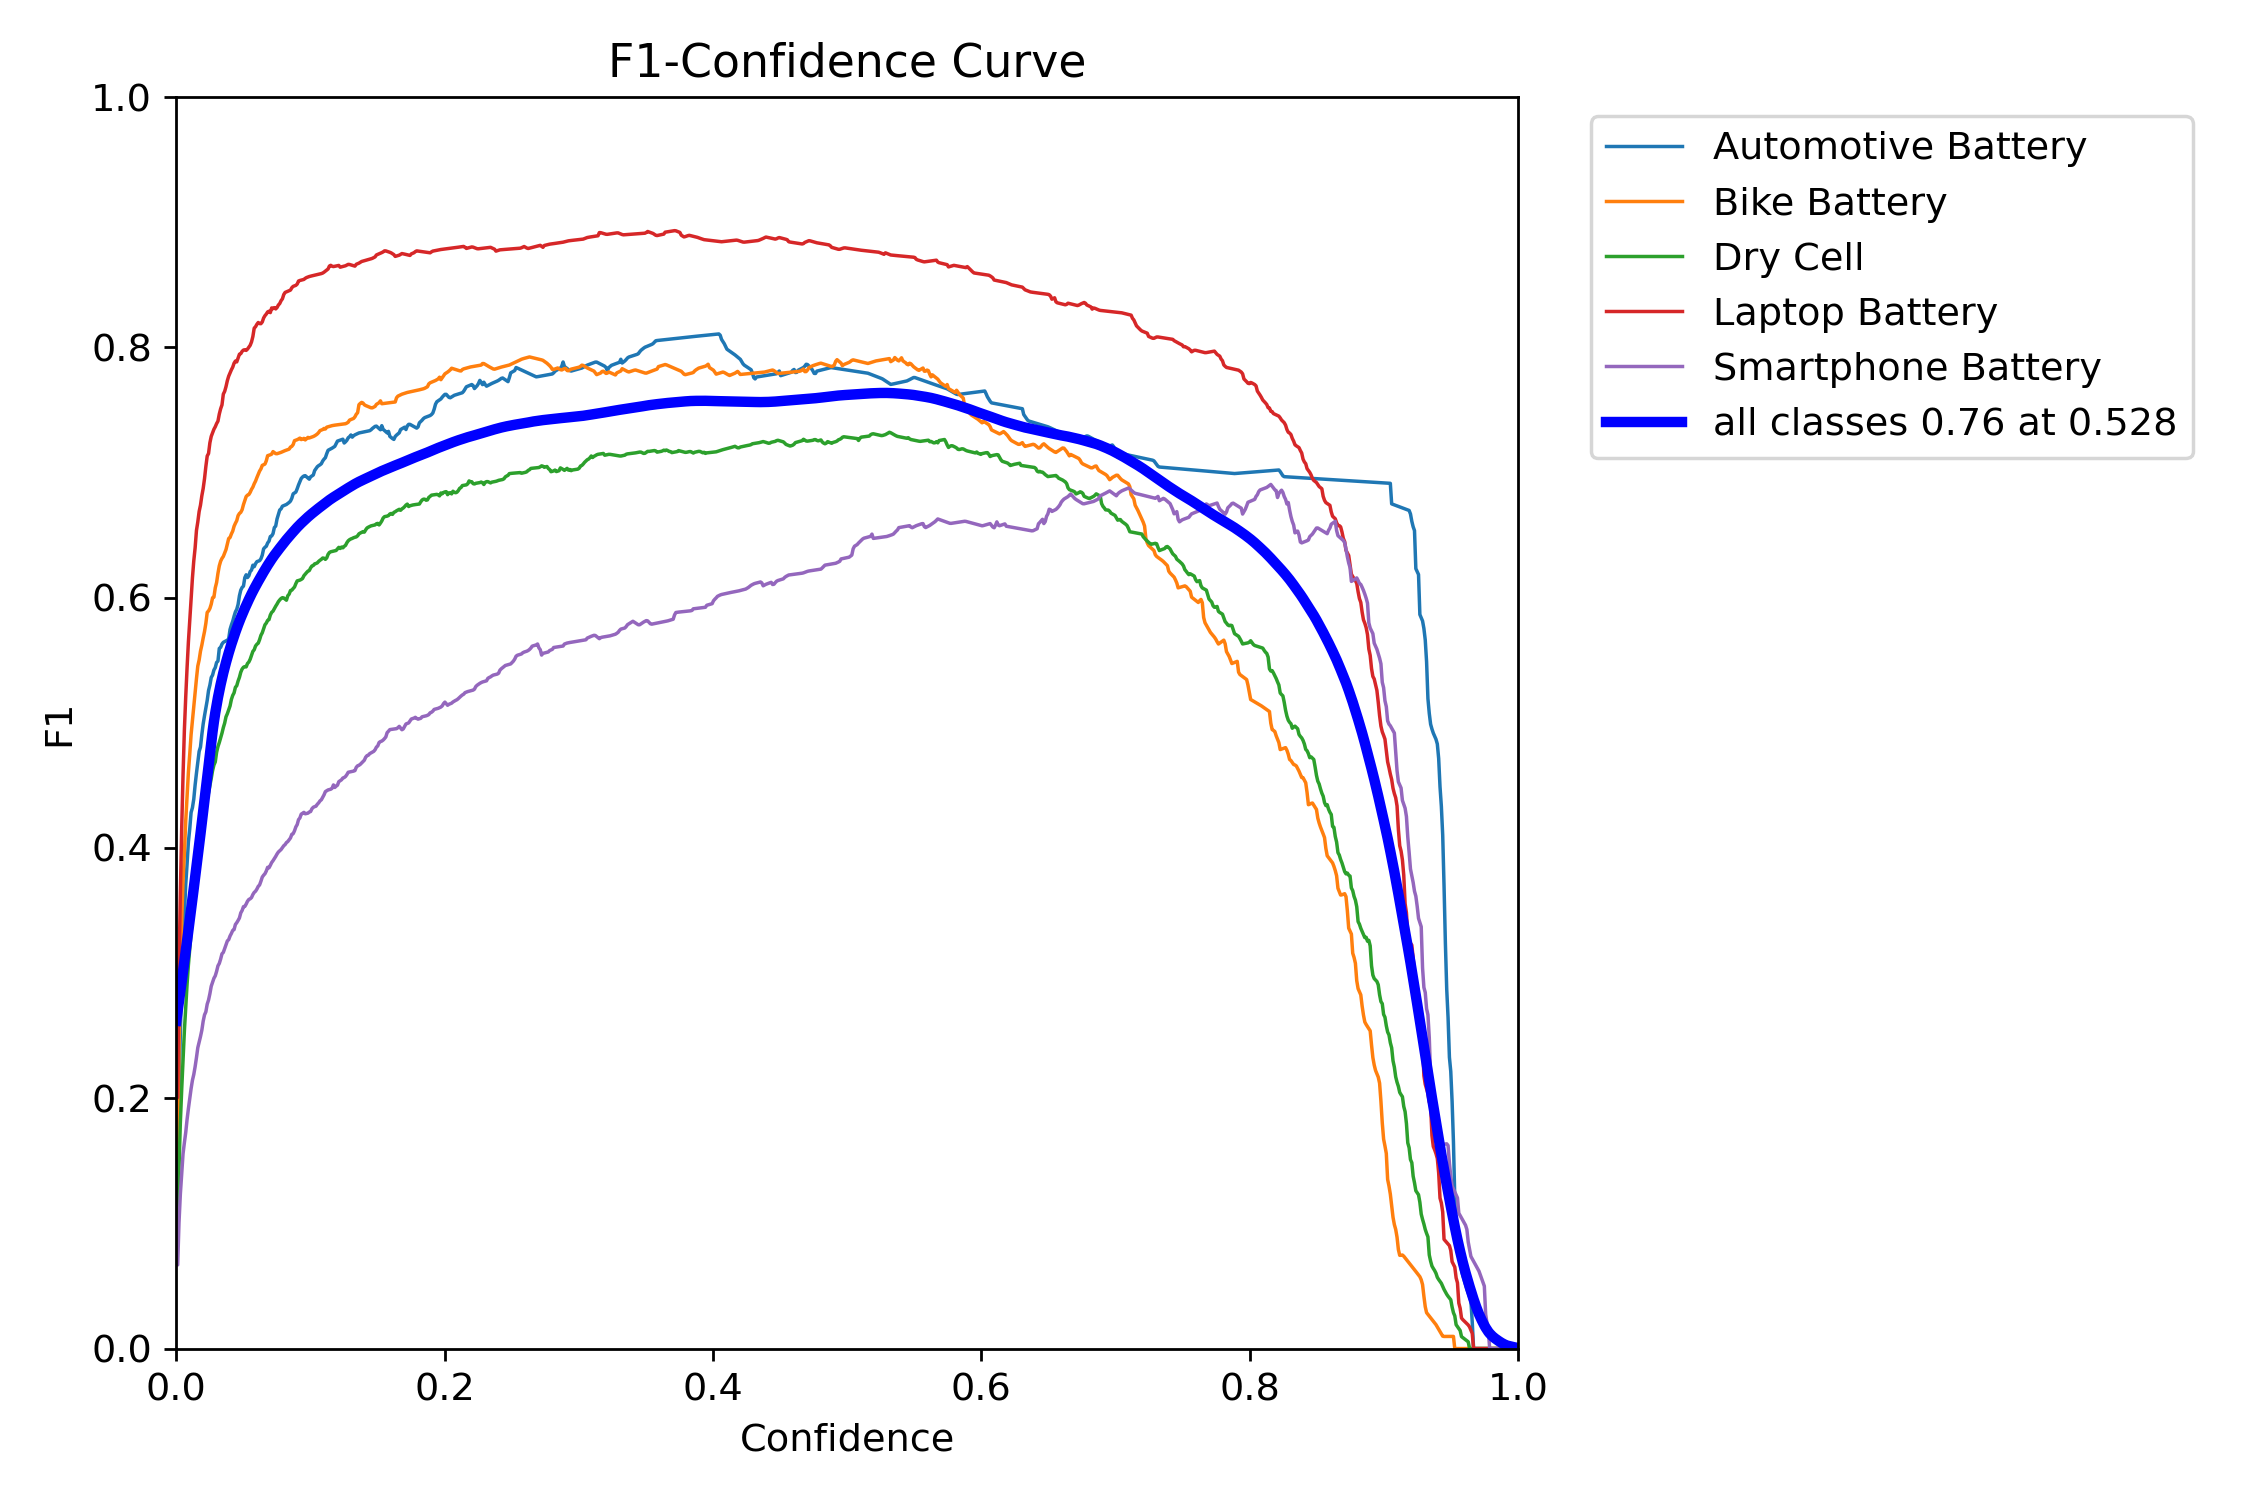 F1-Confidence Curve
1.0
0.8
0.6
0.4
0.2
0.0
F1
0.0 0.2 0.4 0.6 0.8 1.0
Confidence
Automotive Battery
Bike Battery
Dry Cell
Laptop Battery
Smartphone Battery
all classes 0.76 at 0.528